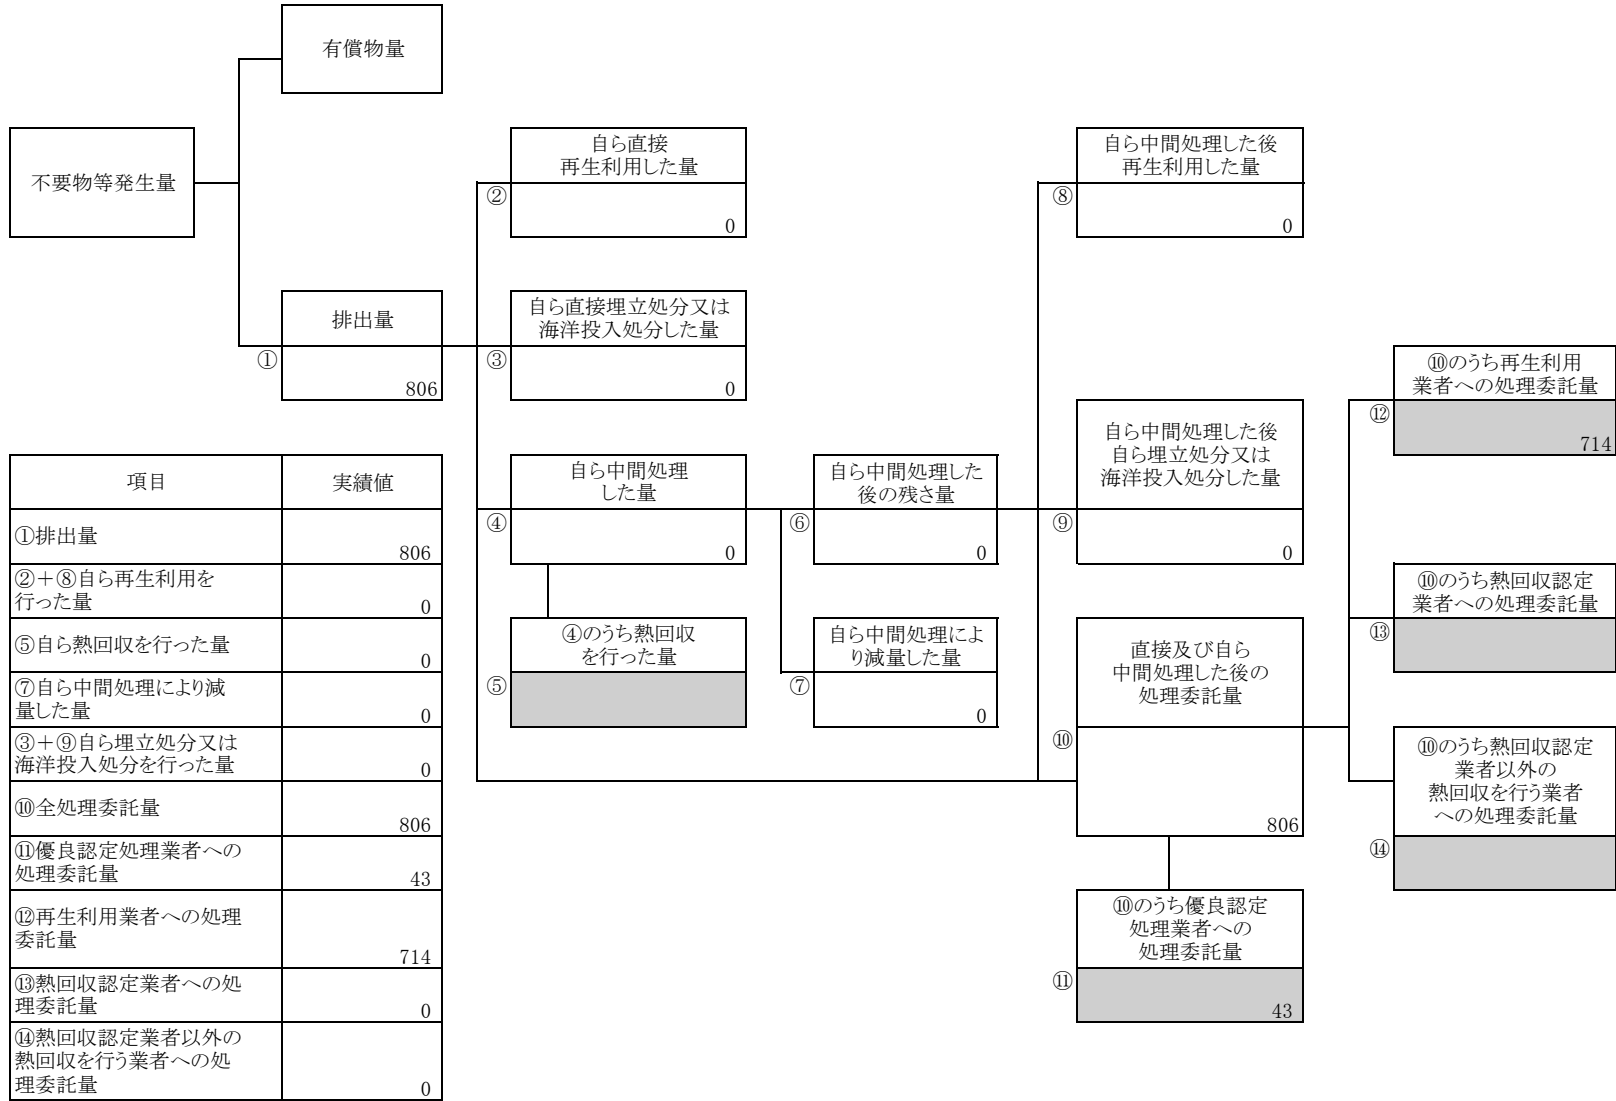 有償物量
不要物等発生量
自ら直接
再生利用した量
②
0
自ら中間処理した後
再生利用した量
⑧
0
排出量
①
806
自ら直接埋立処分又は
海洋投入処分した量
③
0
⑩のうち再生利用
業者への処理委託量
⑫
714
自ら中間処理
した量
④
0
自ら中間処理した
後の残さ量
⑥
0
自ら中間処理した後
自ら埋立処分又は
海洋投入処分した量
⑨
0
⑩のうち熱回収認定
業者への処理委託量
⑬
④のうち熱回収
を行った量
⑤
自ら中間処理によ
り減量した量
⑦
0
直接及び自ら
中間処理した後の
処理委託量
⑩
806
⑩のうち熱回収認定
業者以外の
熱回収を行う業者
への処理委託量
⑭
⑩のうち優良認定
処理業者への
処理委託量
⑪
43
項目 実績値
①排出量
806
②＋⑧自ら再生利用を
行った量
0
⑤自ら熱回収を行った量
0
⑦自ら中間処理により減
量した量
0
③＋⑨自ら埋立処分又は
海洋投入処分を行った量
0
⑩全処理委託量
806
⑪優良認定処理業者への
処理委託量
43
⑫再生利用業者への処理
委託量
714
⑬熱回収認定業者への処
理委託量
0
⑭熱回収認定業者以外の
熱回収を行う業者への処
理委託量
0